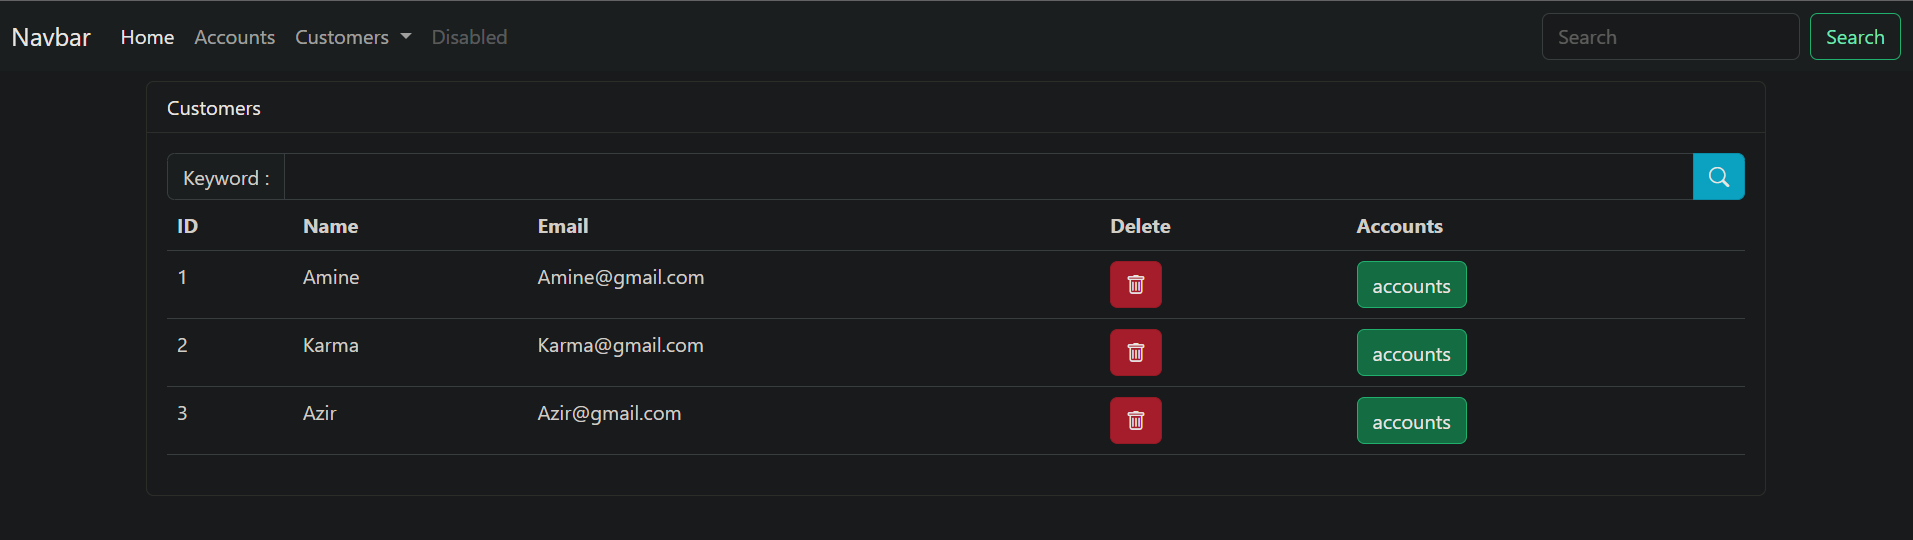 Navbar Home Accounts Customers Disabled Search Search
Customers
Keyword :
ID Name Email Delete Accounts
1 Amine Amine@gmail.com accounts
2 Karma Karma@gmail.com accounts
3 Azir Azir@gmail.com accounts